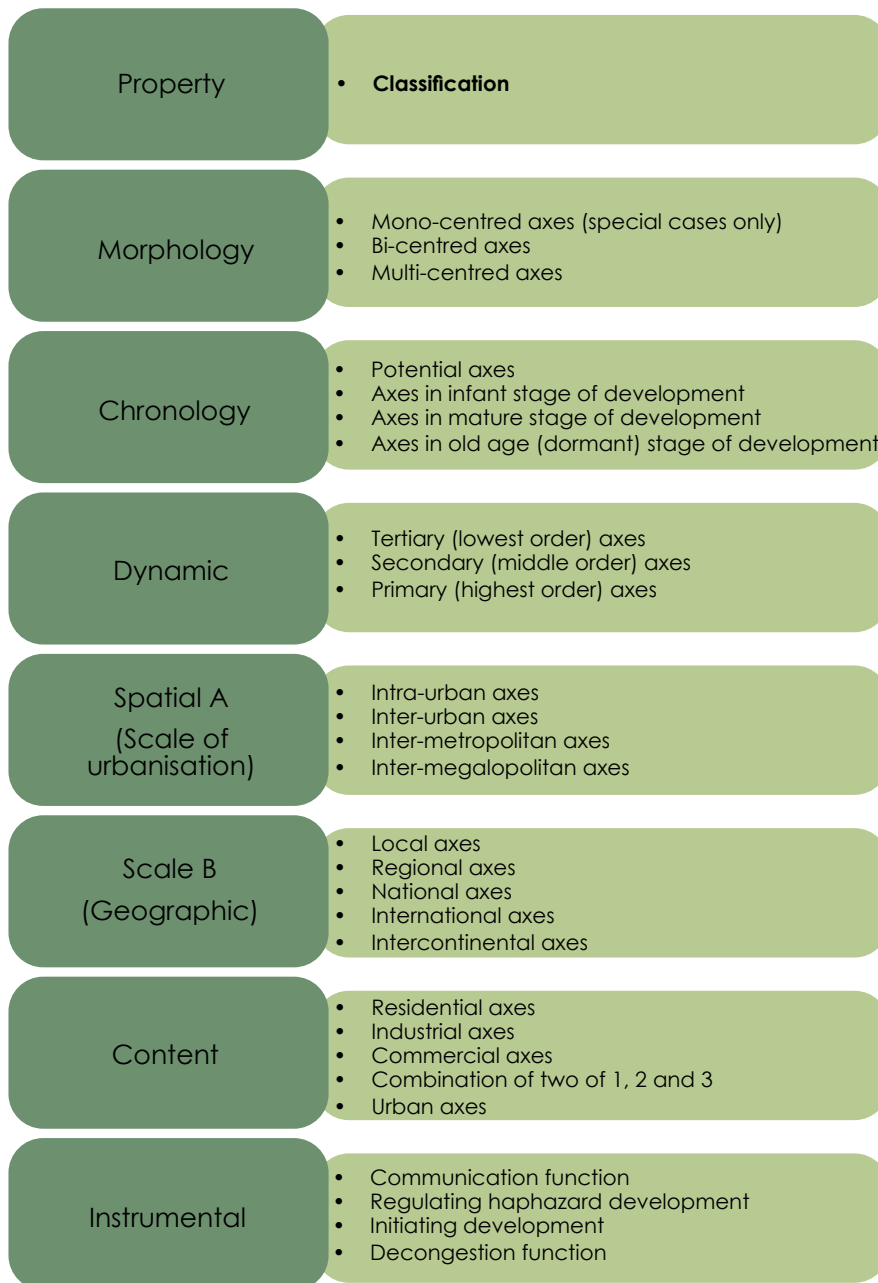 Property
• Classification
Morphology
• Mono-centred axes (special cases only)
• Bi-centred axes
• Multi-centred axes
Chronology
• Potential axes
• Axes in infant stage of development
• Axes in mature stage of development
• Axes in old age (dormant) stage of development
Dynamic
• Tertiary (lowest order) axes
• Secondary (middle order) axes
• Primary (highest order) axes
Spatial A
(Scale of
urbanisation)
• Intra-urban axes
• Inter-urban axes
• Inter-metropolitan axes
• Inter-megalopolitan axes
Scale B
(Geographic)
• Local axes
• Regional axes
• National axes
• International axes
• Intercontinental axes
Content
• Residential axes
• Industrial axes
• Commercial axes
• Combination of two of 1, 2 and 3
• Urban axes
Instrumental
• Communication function
• Regulating haphazard development
• Initiating development
• Decongestion function